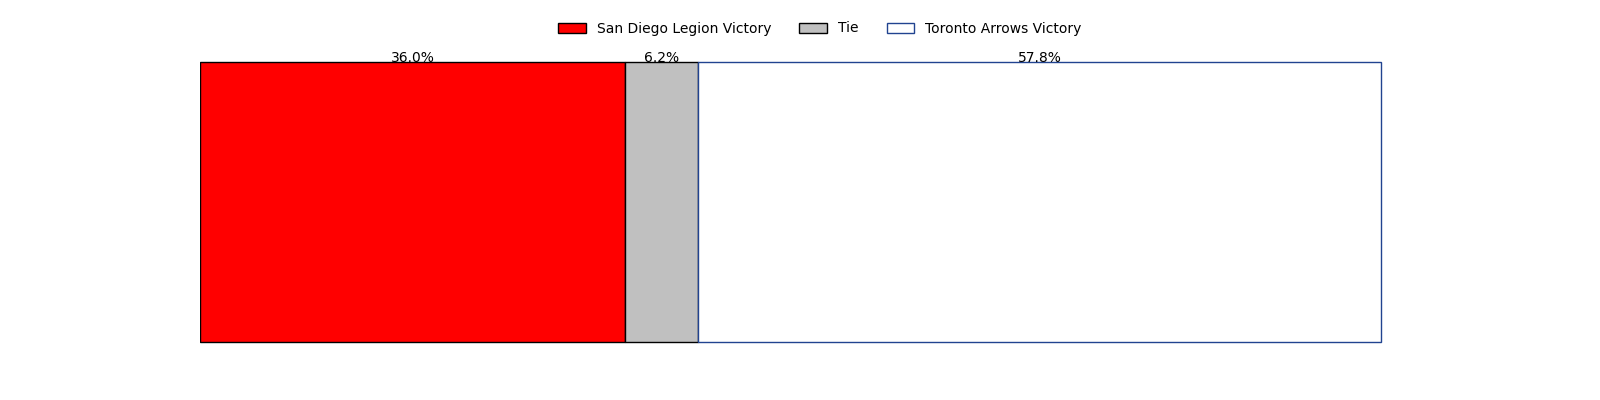 San Diego Legion Victory Tie Toronto Arrows Victory
36.0% 6.2% 57.8%